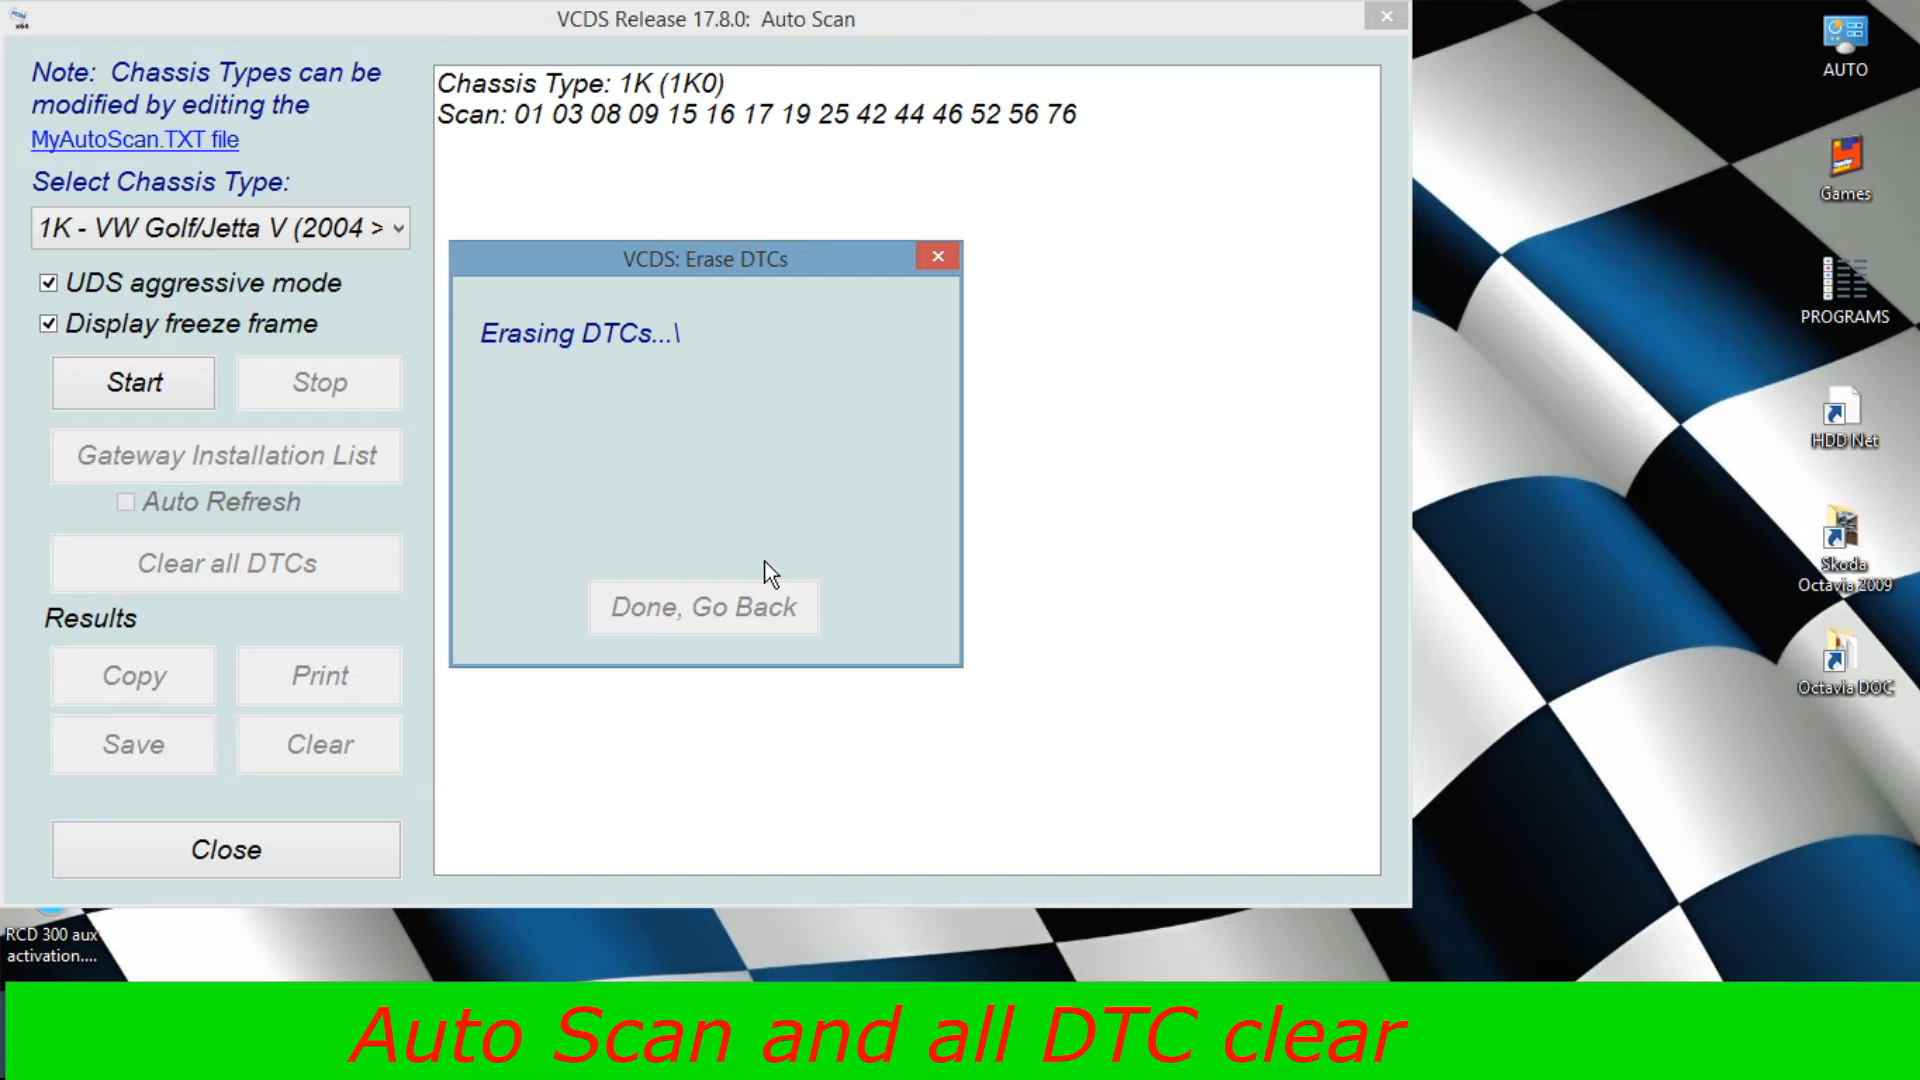 VCDS Release 17.8.0: Auto Scan
Note: Chassis Types can be
modified by editing the
MyAutoScan.TXT file
Select Chassis Type:
1K - VW Golf/Jetta V (2004 >
UDS aggressive mode
Display freeze frame
Start
Stop
Gateway Installation List
Auto Refresh
Clear all DTCs
Results
Copy
Print
Save
Clear
Close
Chassis Type: 1K (1K0)
Scan: 01 03 08 09 15 16 17 19 25 42 44 46 52 56 76
VCDS: Erase DTCs
Erasing DTCs...\
Done, Go Back
AUTO
Games
PROGRAMS
HDD Net
Skoda
Octavia 2009
Octavia DOC
RCD 300 aux
activation....
Auto Scan and all DTC clear